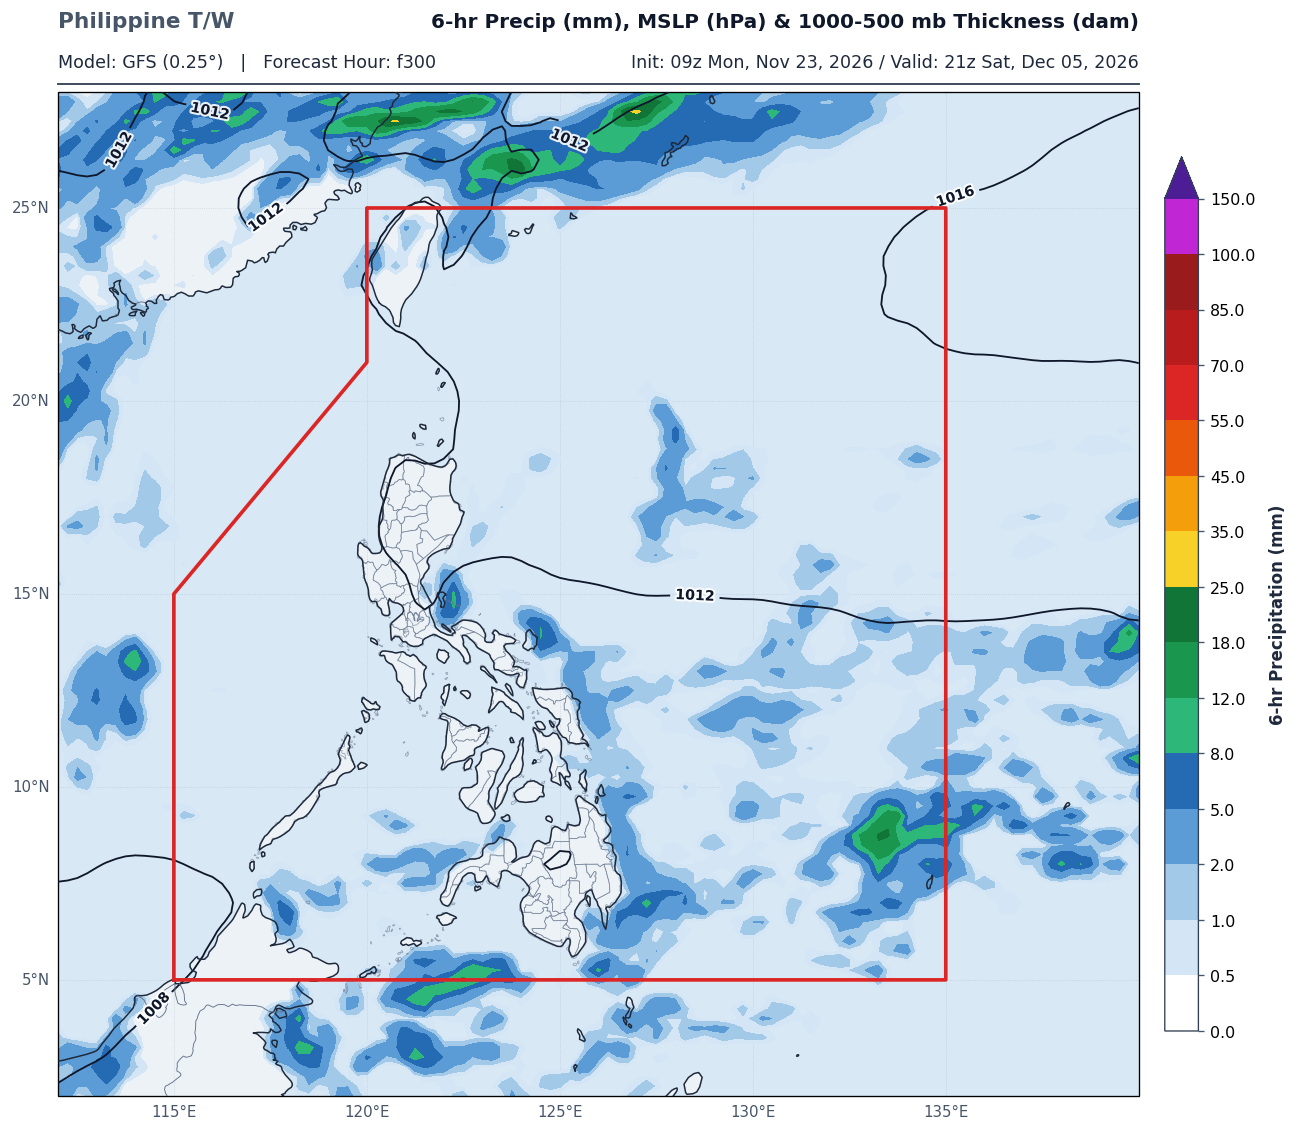 Philippine T/W
6-hr Precip (mm), MSLP (hPa) & 1000-500 mb Thickness (dam)
Model: GFS (0.25°)   |   Forecast Hour: f300
Init: 09z Mon, Nov 23, 2026 / Valid: 21z Sat, Dec 05, 2026
1012
1012
1012
1012
1016
1012
1008
25°N
20°N
15°N
10°N
5°N
115°E
120°E
125°E
130°E
135°E
150.0
100.0
85.0
70.0
55.0
45.0
35.0
25.0
18.0
12.0
8.0
5.0
2.0
1.0
0.5
0.0
6-hr Precipitation (mm)